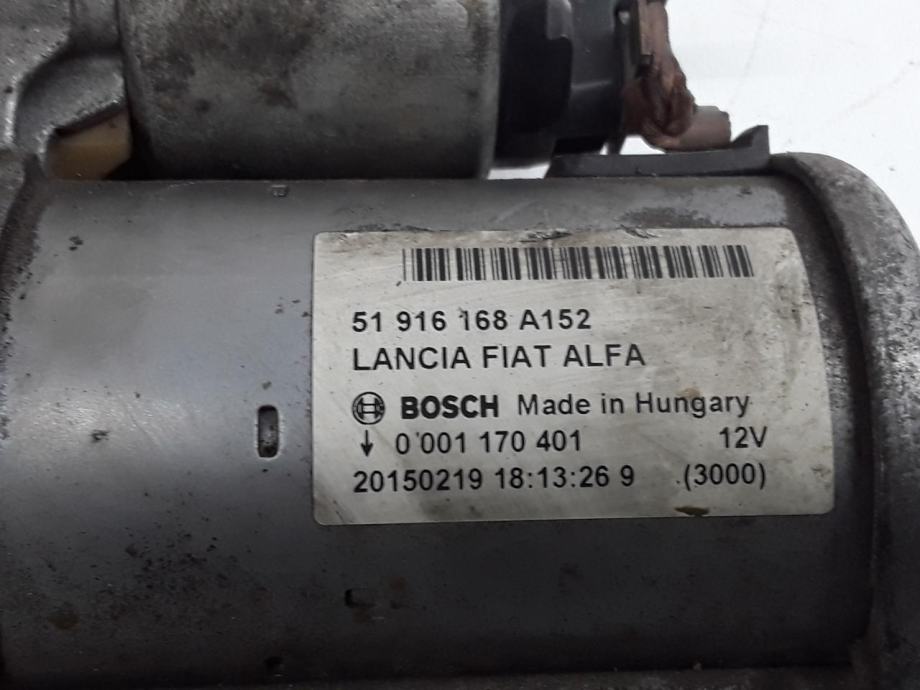 51 916 168 A152
LANCIA FIAT ALFA
BOSCH Made in Hungary
0 001 170 401 12V
20150219 18:13:26 9 (3000)